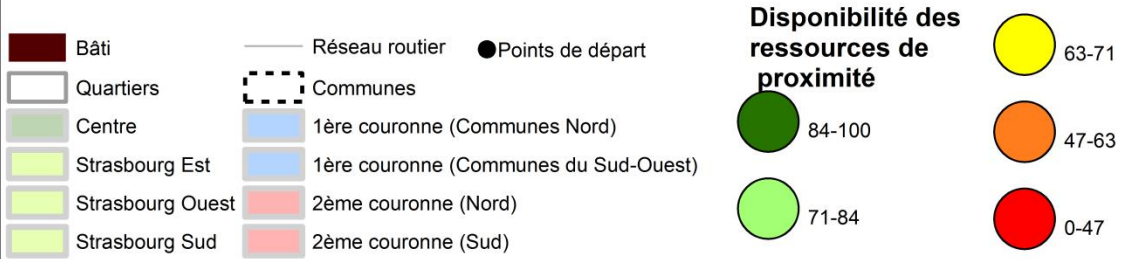 Bâti
Quartiers
Centre
Strasbourg Est
Strasbourg Ouest
Strasbourg Sud
Réseau routier
Points de départ
Communes
1ère couronne (Communes Nord)
1ère couronne (Communes du Sud-Ouest)
2ème couronne (Nord)
2ème couronne (Sud)
Disponibilité des
ressources de
proximité
84-100
71-84
63-71
47-63
0-47